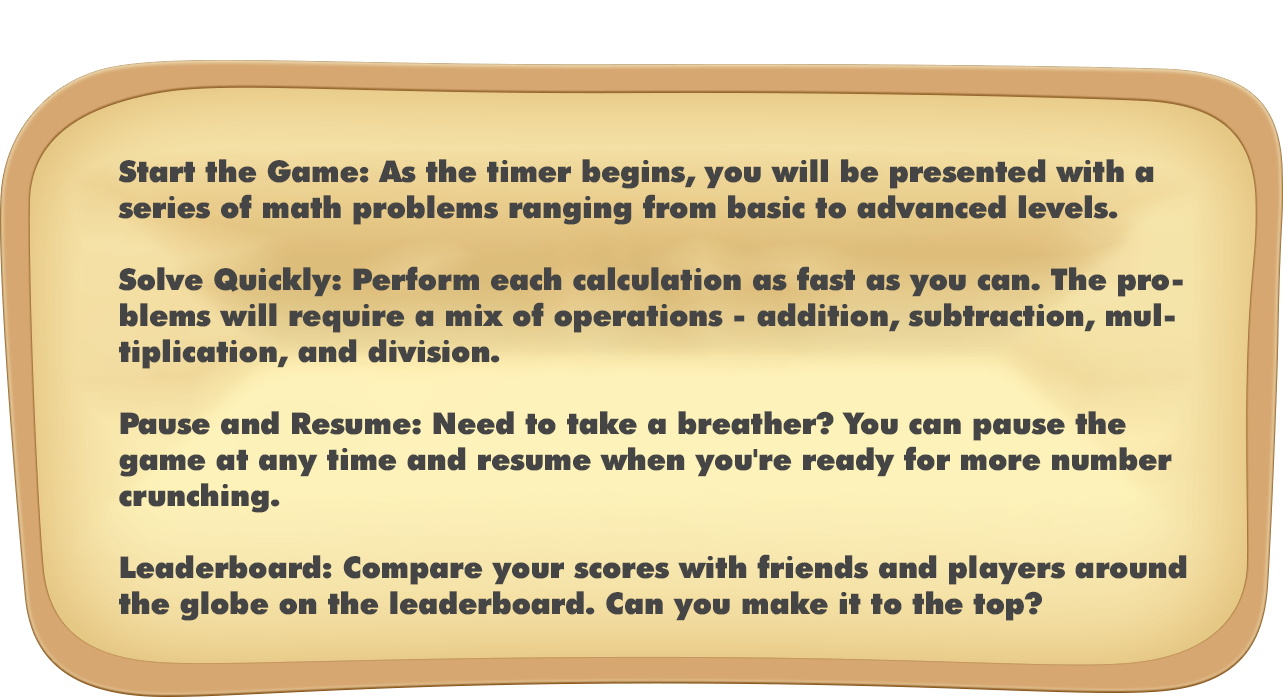 Start the Game: As the timer begins, you will be presented with a
series of math problems ranging from basic to advanced levels.
Solve Quickly: Perform each calculation as fast as you can. The pro-
blems will require a mix of operations - addition, subtraction, mul-
tiplication, and division.
Pause and Resume: Need to take a breather? You can pause the
game at any time and resume when you're ready for more number
crunching.
Leaderboard: Compare your scores with friends and players around
the globe on the leaderboard. Can you make it to the top?